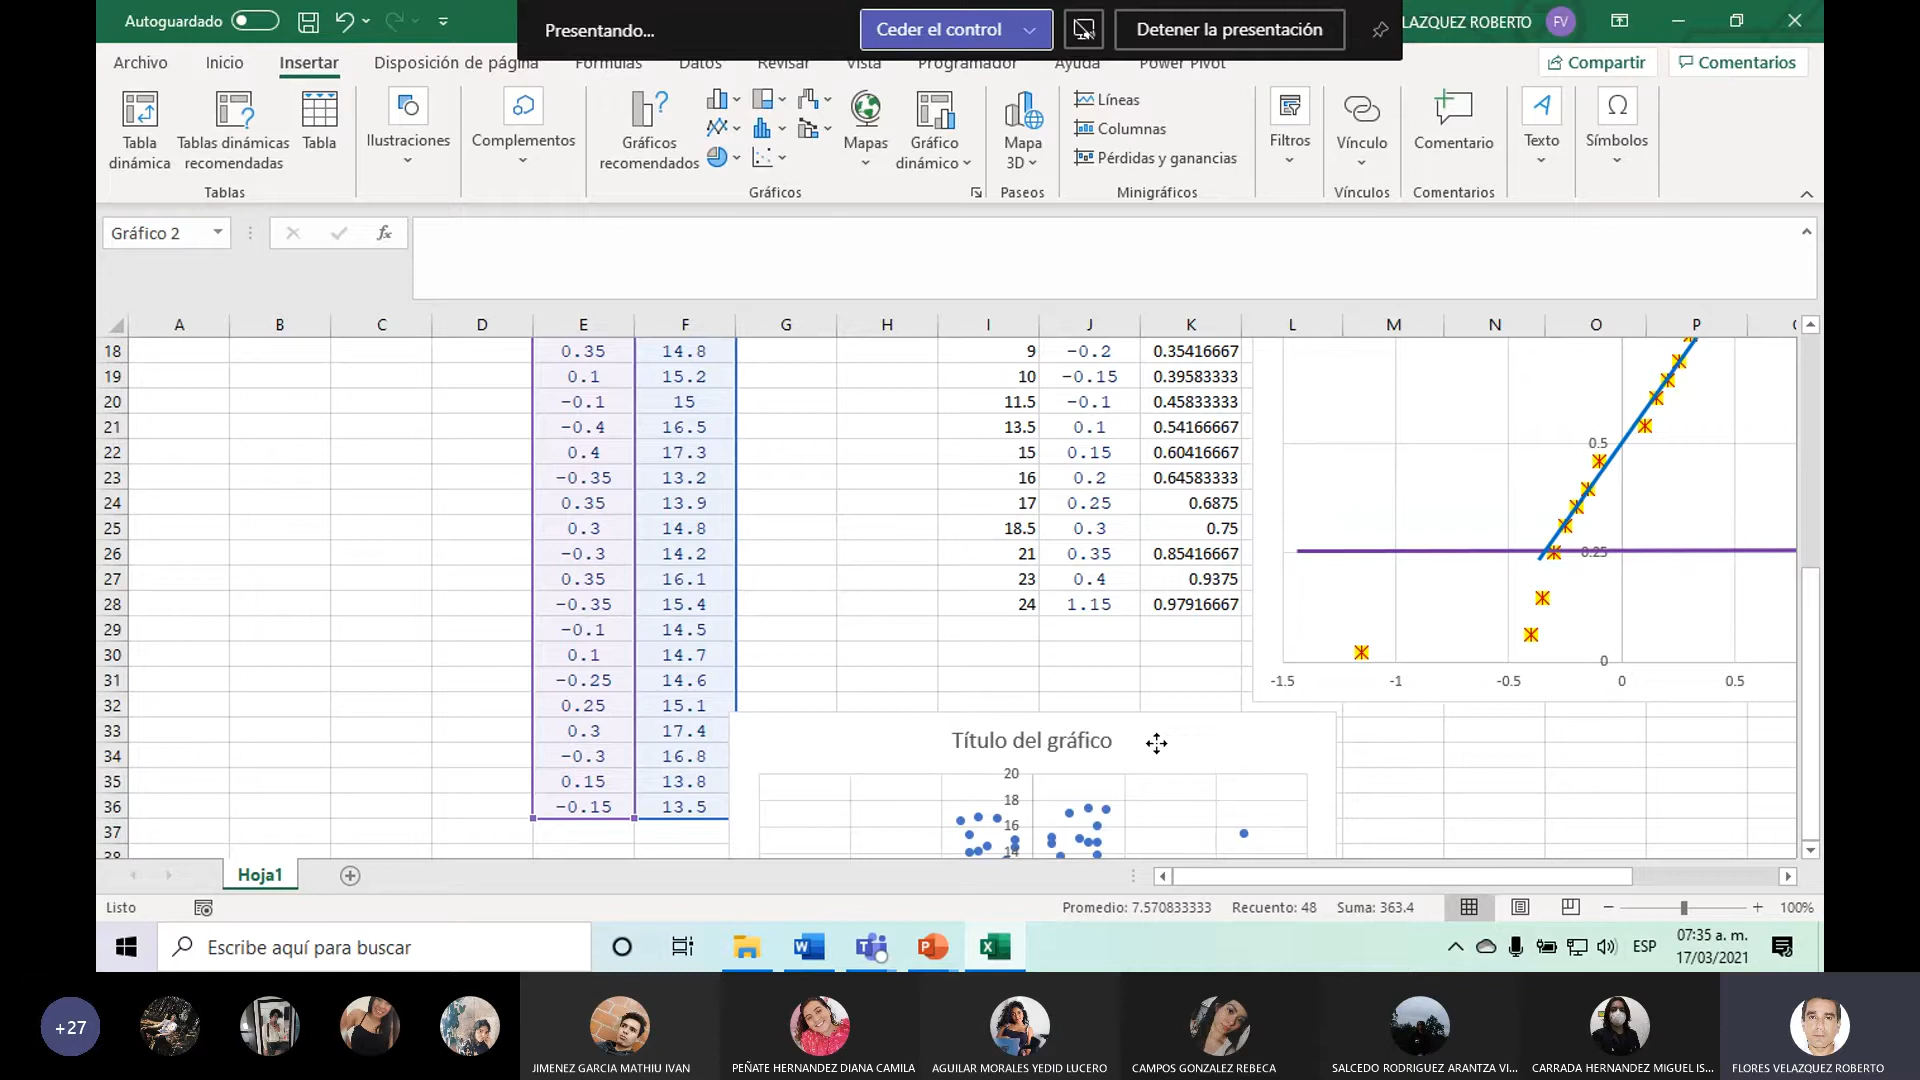 Autoguardado
Presentando...
Ceder el control
Detener la presentación
LAZQUEZ ROBERTO
FV
Archivo
Inicio
Insertar
Disposición de página
Fórmulas
Datos
Revisar
Vista
Programador
Ayuda
Power Pivot
Compartir
Comentarios
Tabla dinámica
Tablas dinámicas recomendadas
Tabla
Ilustraciones
Complementos
Gráficos recomendados
Mapas
Gráfico dinámico
Mapa 3D
Líneas
Columnas
Pérdidas y ganancias
Filtros
Vínculo
Comentario
Texto
Símbolos
Tablas
Gráficos
Paseos
Minigráficos
Vínculos
Comentarios
Gráfico 2
fx
A B C D E F G H I J K L M N O P
18 0.35 14.8 9 -0.2 0.35416667
19 0.1 15.2 10 -0.15 0.39583333
20 -0.1 15 11.5 -0.1 0.45833333
21 -0.4 16.5 13.5 0.1 0.54166667
22 0.4 17.3 15 0.15 0.60416667
23 -0.35 13.2 16 0.2 0.64583333
24 0.35 13.9 17 0.25 0.6875
25 0.3 14.8 18.5 0.3 0.75
26 -0.3 14.2 21 0.35 0.85416667
27 0.35 16.1 23 0.4 0.9375
28 -0.35 15.4 24 1.15 0.97916667
29 -0.1 14.5
30 0.1 14.7
31 -0.25 14.6
32 0.25 15.1
33 0.3 17.4
34 -0.3 16.8
35 0.15 13.8
36 -0.15 13.5
37
38
0.5
0.25
0
-1.5 -1 -0.5 0 0.5
Título del gráfico
20
18
16
14
Hoja1
Listo
Promedio: 7.570833333
Recuento: 48
Suma: 363.4
100%
Escribe aquí para buscar
ESP
07:35 a. m.
17/03/2021
+27
JIMENEZ GARCIA MATHIU IVAN
PEÑATE HERNANDEZ DIANA CAMILA
AGUILAR MORALES YEDID LUCERO
CAMPOS GONZALEZ REBECA
SALCEDO RODRIGUEZ ARANTZA VI...
CARRADA HERNANDEZ MIGUEL IS...
FLORES VELAZQUEZ ROBERTO